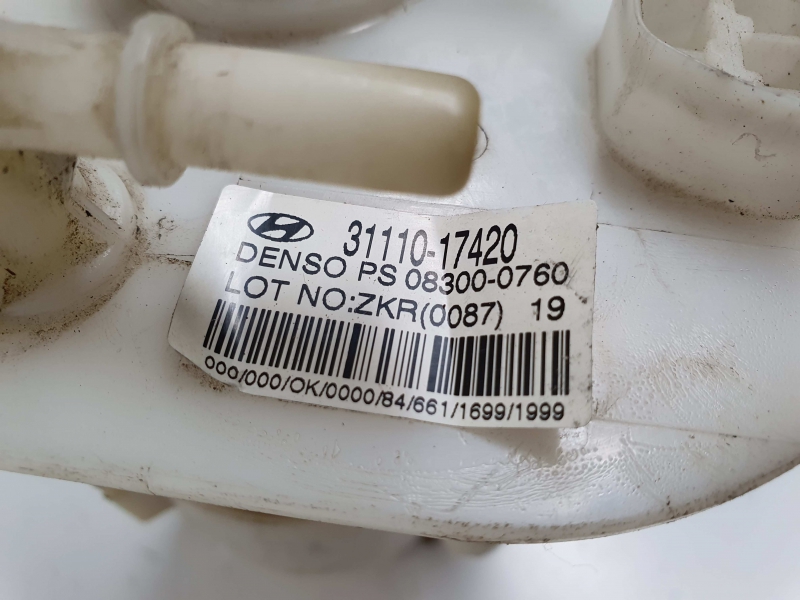 31110-17420
DENSO PS 08300-0760
LOT NO:ZKR(0087) 19
000/000/OK/0000/84/661/1699/1999